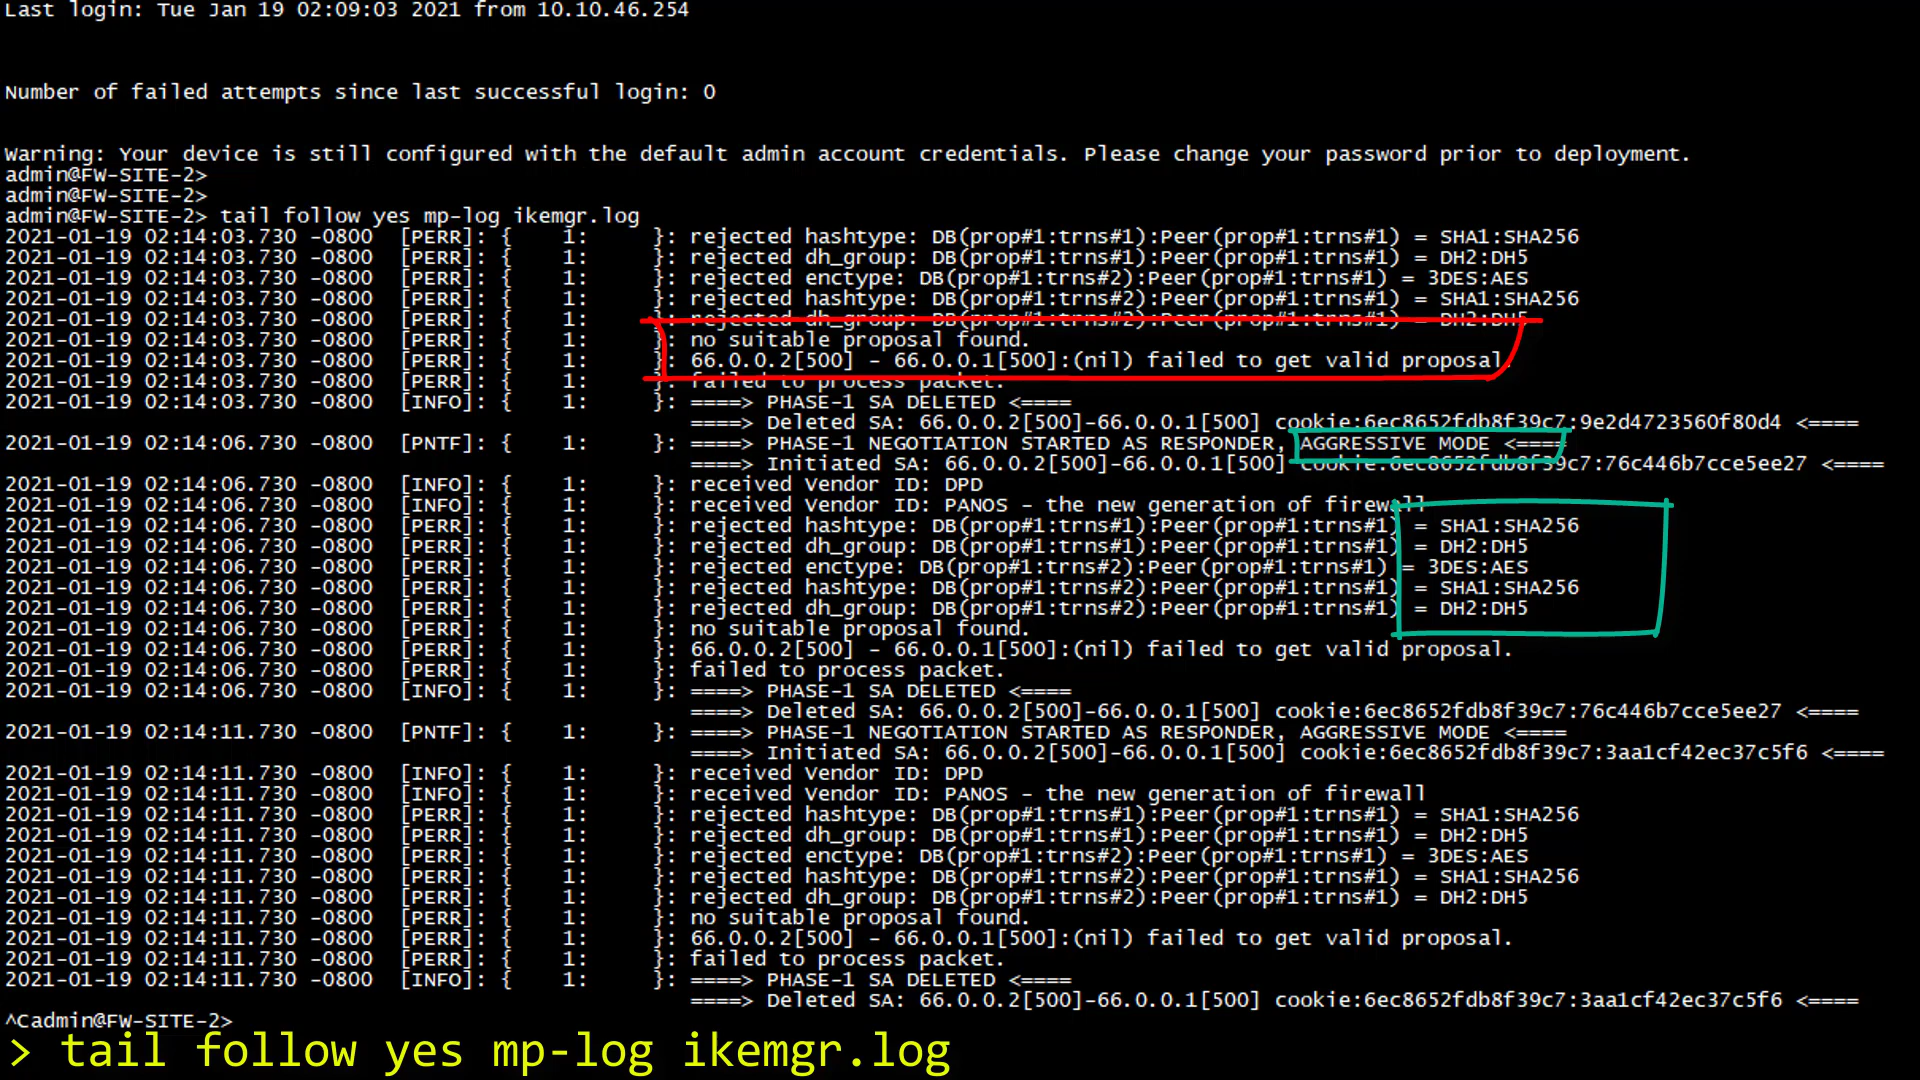 Last login: Tue Jan 19 02:09:03 2021 from 10.10.46.254
Number of failed attempts since last successful login: 0
Warning: Your device is still configured with the default admin account credentials. Please change your password prior to deployment.
admin@FW-SITE-2>
admin@FW-SITE-2>
admin@FW-SITE-2> tail follow yes mp-log ikemgr.log
2021-01-19 02:14:03.730 -0800  [PERR]: {    1:     }: rejected hashtype: DB(prop#1:trns#1):Peer(prop#1:trns#1) = SHA1:SHA256
2021-01-19 02:14:03.730 -0800  [PERR]: {    1:     }: rejected dh_group: DB(prop#1:trns#1):Peer(prop#1:trns#1) = DH2:DH5
2021-01-19 02:14:03.730 -0800  [PERR]: {    1:     }: rejected enctype: DB(prop#1:trns#2):Peer(prop#1:trns#1) = 3DES:AES
2021-01-19 02:14:03.730 -0800  [PERR]: {    1:     }: rejected hashtype: DB(prop#1:trns#2):Peer(prop#1:trns#1) = SHA1:SHA256
2021-01-19 02:14:03.730 -0800  [PERR]: {    1:     }: rejected dh_group: DB(prop#1:trns#2):Peer(prop#1:trns#1) = DH2:DH5
2021-01-19 02:14:03.730 -0800  [PERR]: {    1:     }: no suitable proposal found.
2021-01-19 02:14:03.730 -0800  [PERR]: {    1:     }: 66.0.0.2[500] - 66.0.0.1[500]:(nil) failed to get valid proposal.
2021-01-19 02:14:03.730 -0800  [PERR]: {    1:     }: failed to process packet.
2021-01-19 02:14:03.730 -0800  [INFO]: {    1:     }: ====> PHASE-1 SA DELETED <====
====> Deleted SA: 66.0.0.2[500]-66.0.0.1[500] cookie:6ec8652fdb8f39c7:9e2d4723560f80d4 <====
2021-01-19 02:14:06.730 -0800  [PNTF]: {    1:     }: ====> PHASE-1 NEGOTIATION STARTED AS RESPONDER, AGGRESSIVE MODE <====
====> Initiated SA: 66.0.0.2[500]-66.0.0.1[500] cookie:6ec8652fdb8f39c7:76c446b7cce5ee27 <====
2021-01-19 02:14:06.730 -0800  [INFO]: {    1:     }: received Vendor ID: DPD
2021-01-19 02:14:06.730 -0800  [INFO]: {    1:     }: received Vendor ID: PANOS - the new generation of firewall
2021-01-19 02:14:06.730 -0800  [PERR]: {    1:     }: rejected hashtype: DB(prop#1:trns#1):Peer(prop#1:trns#1) = SHA1:SHA256
2021-01-19 02:14:06.730 -0800  [PERR]: {    1:     }: rejected dh_group: DB(prop#1:trns#1):Peer(prop#1:trns#1) = DH2:DH5
2021-01-19 02:14:06.730 -0800  [PERR]: {    1:     }: rejected enctype: DB(prop#1:trns#2):Peer(prop#1:trns#1) = 3DES:AES
2021-01-19 02:14:06.730 -0800  [PERR]: {    1:     }: rejected hashtype: DB(prop#1:trns#2):Peer(prop#1:trns#1) = SHA1:SHA256
2021-01-19 02:14:06.730 -0800  [PERR]: {    1:     }: rejected dh_group: DB(prop#1:trns#2):Peer(prop#1:trns#1) = DH2:DH5
2021-01-19 02:14:06.730 -0800  [PERR]: {    1:     }: no suitable proposal found.
2021-01-19 02:14:06.730 -0800  [PERR]: {    1:     }: 66.0.0.2[500] - 66.0.0.1[500]:(nil) failed to get valid proposal.
2021-01-19 02:14:06.730 -0800  [PERR]: {    1:     }: failed to process packet.
2021-01-19 02:14:06.730 -0800  [INFO]: {    1:     }: ====> PHASE-1 SA DELETED <====
====> Deleted SA: 66.0.0.2[500]-66.0.0.1[500] cookie:6ec8652fdb8f39c7:76c446b7cce5ee27 <====
2021-01-19 02:14:11.730 -0800  [PNTF]: {    1:     }: ====> PHASE-1 NEGOTIATION STARTED AS RESPONDER, AGGRESSIVE MODE <====
====> Initiated SA: 66.0.0.2[500]-66.0.0.1[500] cookie:6ec8652fdb8f39c7:3aa1cf42ec37c5f6 <====
2021-01-19 02:14:11.730 -0800  [INFO]: {    1:     }: received Vendor ID: DPD
2021-01-19 02:14:11.730 -0800  [INFO]: {    1:     }: received Vendor ID: PANOS - the new generation of firewall
2021-01-19 02:14:11.730 -0800  [PERR]: {    1:     }: rejected hashtype: DB(prop#1:trns#1):Peer(prop#1:trns#1) = SHA1:SHA256
2021-01-19 02:14:11.730 -0800  [PERR]: {    1:     }: rejected dh_group: DB(prop#1:trns#1):Peer(prop#1:trns#1) = DH2:DH5
2021-01-19 02:14:11.730 -0800  [PERR]: {    1:     }: rejected enctype: DB(prop#1:trns#2):Peer(prop#1:trns#1) = 3DES:AES
2021-01-19 02:14:11.730 -0800  [PERR]: {    1:     }: rejected hashtype: DB(prop#1:trns#2):Peer(prop#1:trns#1) = SHA1:SHA256
2021-01-19 02:14:11.730 -0800  [PERR]: {    1:     }: rejected dh_group: DB(prop#1:trns#2):Peer(prop#1:trns#1) = DH2:DH5
2021-01-19 02:14:11.730 -0800  [PERR]: {    1:     }: no suitable proposal found.
2021-01-19 02:14:11.730 -0800  [PERR]: {    1:     }: 66.0.0.2[500] - 66.0.0.1[500]:(nil) failed to get valid proposal.
2021-01-19 02:14:11.730 -0800  [PERR]: {    1:     }: failed to process packet.
2021-01-19 02:14:11.730 -0800  [INFO]: {    1:     }: ====> PHASE-1 SA DELETED <====
====> Deleted SA: 66.0.0.2[500]-66.0.0.1[500] cookie:6ec8652fdb8f39c7:3aa1cf42ec37c5f6 <====
^Cadmin@FW-SITE-2>
> tail follow yes mp-log ikemgr.log